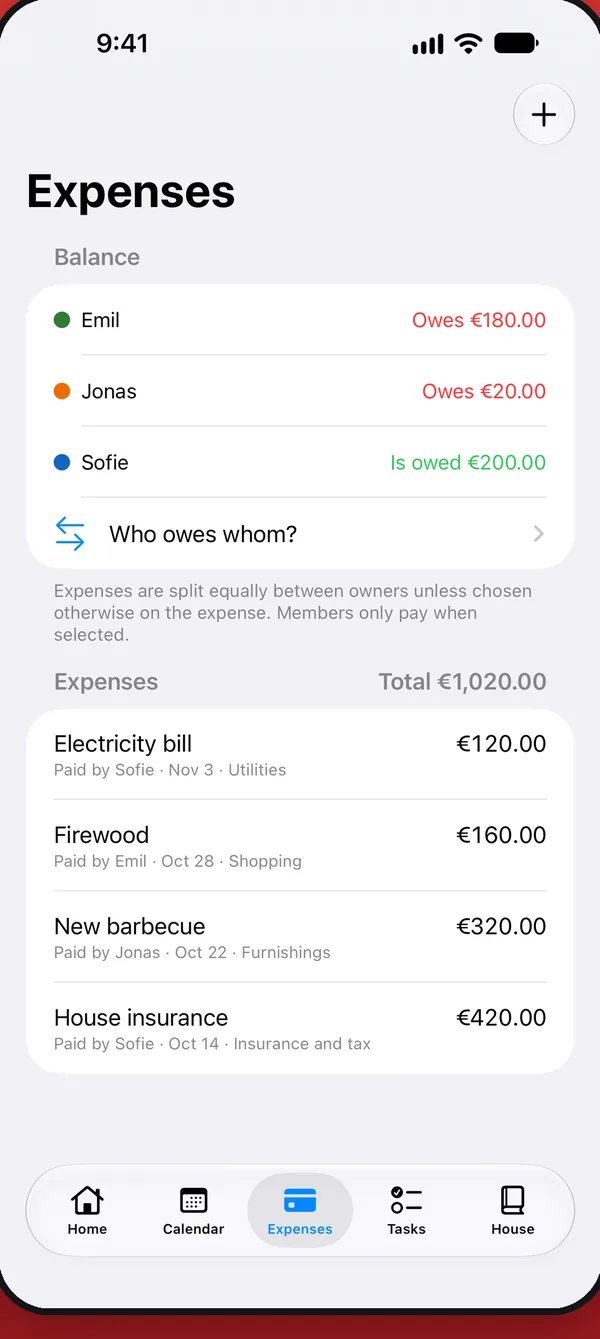 9:41
Expenses
Balance
Emil Owes €180.00
Jonas Owes €20.00
Sofie Is owed €200.00
Who owes whom?
Expenses are split equally between owners unless chosen
otherwise on the expense. Members only pay when
selected.
Expenses Total €1,020.00
Electricity bill €120.00
Paid by Sofie · Nov 3 · Utilities
Firewood €160.00
Paid by Emil · Oct 28 · Shopping
New barbecue €320.00
Paid by Jonas · Oct 22 · Furnishings
House insurance €420.00
Paid by Sofie · Oct 14 · Insurance and tax
Home Calendar Expenses Tasks House